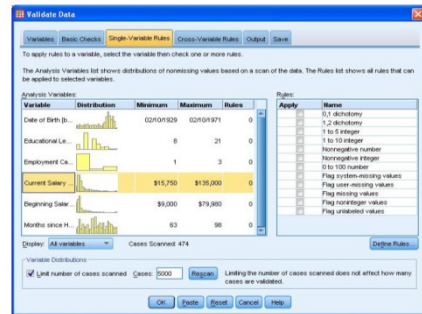 Validate Data
Variables Basic Checks Single-Variable Rules Cross-Variable Rules Output Save
To apply rules to a variable, select the variable then check one or more rules.
The Analysis Variables list shows distributions of nonmissing values based on a scan of the data. The Rules list shows all rules that can
be applied to selected variables.
Analysis Variables:
Variable Distribution Minimum Maximum Rules
Date of Birth [b... 02/10/1929 02/10/1971 0
Educational Le... 8 21 0
Employment Ca... 1 3 0
Current Salary ... $15,750 $135,000 0
Beginning Salar... $9,000 $79,980 0
Months since H... 63 98 0
Display: All variables Cases Scanned: 474
Rules:
Apply Name
0,1 dichotomy
1,2 dichotomy
1 to 5 integer
1 to 10 integer
Nonnegative number
Nonnegative integer
0 to 100 number
Flag system-missing values
Flag user-missing values
Flag missing values
Flag noninteger values
Flag unlabeled values
Define Rules...
Variable Distributions
Limit number of cases scanned Cases: 5000 Rescan Limiting the number of cases scanned does not affect how many
cases are validated.
OK Paste Reset Cancel Help